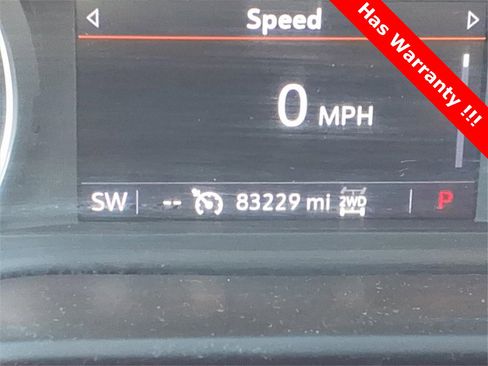 Speed
Has Warranty !!!
0 MPH
SW -- 83229 mi 2WD P